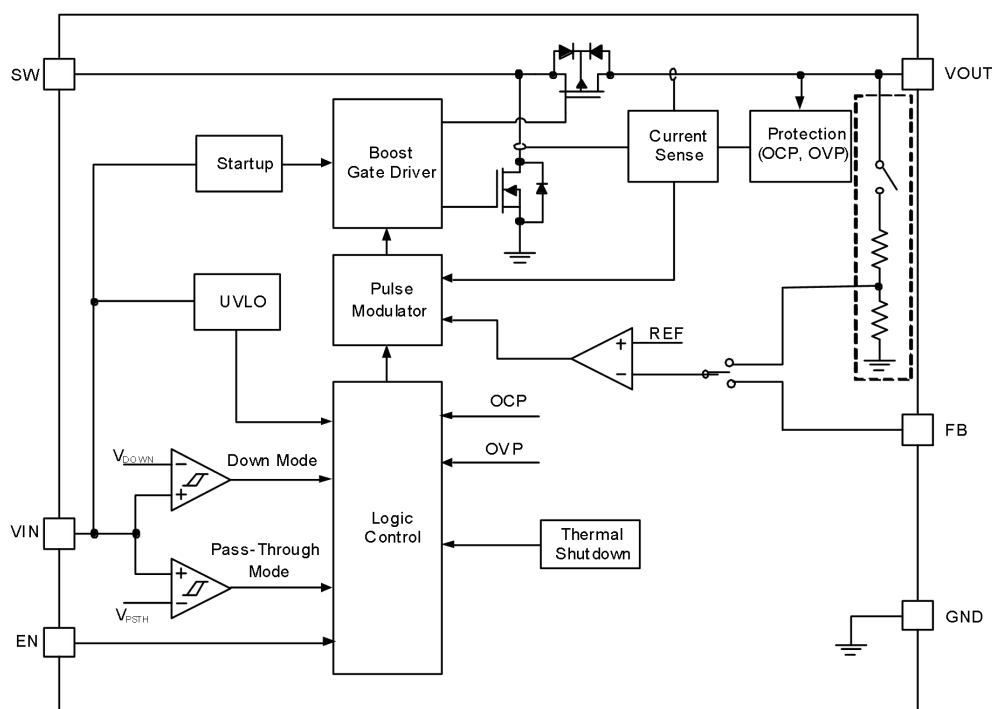 SW
VOUT
Startup
Boost
Gate Driver
Current
Sense
Protection
(OCP, OVP)
UVLO
Pulse
Modulator
+
REF
−
OCP
FB
OVP
VDOWN
−
Down Mode
+
VIN
Logic
Control
Thermal
Shutdown
Pass-Through
Mode
+
−
VPSTH
EN
GND